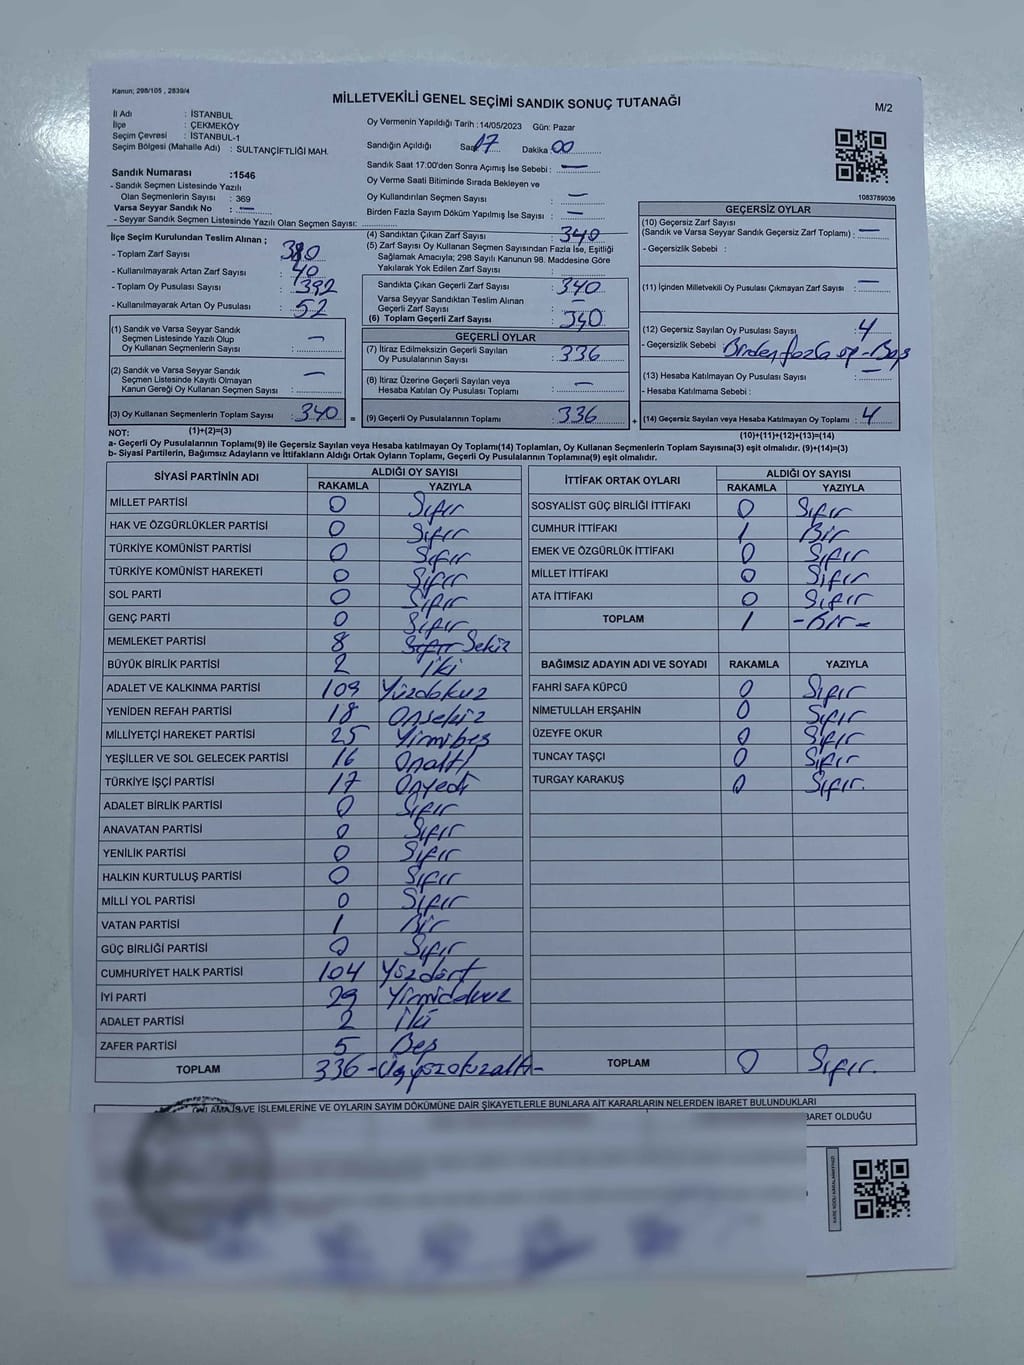 Kanun; 298/105 , 2839/4
MİLLETVEKİLİ GENEL SEÇİMİ SANDIK SONUÇ TUTANAĞI
M/2
İl Adı : İSTANBUL
İlçe : ÇEKMEKÖY
Seçim Çevresi : İSTANBUL-1
Seçim Bölgesi (Mahalle Adı) : SULTANÇİFTLİĞİ MAH.
Sandık Numarası :1546
- Sandık Seçmen Listesinde Yazılı
Olan Seçmenlerin Sayısı : 369
Varsa Seyyar Sandık No : —
- Seyyar Sandık Seçmen Listesinde Yazılı Olan Seçmen Sayısı:
Oy Vermenin Yapıldığı Tarih :14/05/2023 Gün: Pazar
Sandığın Açıldığı Saat 17 Dakika 00
Sandık Saat 17:00'den Sonra Açımış İse Sebebi : —
Oy Verme Saati Bitiminde Sırada Bekleyen ve
Oy Kullandırılan Seçmen Sayısı : —
Birden Fazla Sayım Döküm Yapılmış İse Sayısı : —
1083789036
İlçe Seçim Kurulundan Teslim Alınan ;
- Toplam Zarf Sayısı : 380
- Kullanılmayarak Artan Zarf Sayısı : 40
- Toplam Oy Pusulası Sayısı : 392
- Kullanılmayarak Artan Oy Pusulası : 52
(4) Sandıktan Çıkan Zarf Sayısı : 340
(5) Zarf Sayısı Oy Kullanan Seçmen Sayısından Fazla İse, Eşitliği
Sağlamak Amacıyla; 298 Sayılı Kanunun 98. Maddesine Göre
Yakılarak Yok Edilen Zarf Sayısı :
Sandıkta Çıkan Geçerli Zarf Sayısı : 340
Varsa Seyyar Sandıktan Teslim Alınan
Geçerli Zarf Sayısı : —
(6) Toplam Geçerli Zarf Sayısı : 340
GEÇERSİZ OYLAR
(10) Geçersiz Zarf Sayısı
(Sandık ve Varsa Seyyar Sandık Geçersiz Zarf Toplamı) : —
- Geçersizlik Sebebi :
(11) İçinden Milletvekili Oy Pusulası Çıkmayan Zarf Sayısı : —
(12) Geçersiz Sayılan Oy Pusulası Sayısı : 4
- Geçersizlik Sebebi : Birden fazla oy - Boş
(13) Hesaba Katılmayan Oy Pusulası Sayısı : —
- Hesaba Katılmama Sebebi :
(1) Sandık ve Varsa Seyyar Sandık
Seçmen Listesinde Yazılı Olup
Oy Kullanan Seçmenlerin Sayısı : —
(2) Sandık ve Varsa Seyyar Sandık
Seçmen Listesinde Kayıtlı Olmayan
Kanun Gereği Oy Kullanan Seçmen Sayısı : —
GEÇERLİ OYLAR
(7) İtiraz Edilmeksizin Geçerli Sayılan
Oy Pusulalarının Sayısı : 336
(8) İtiraz Üzerine Geçerli Sayılan veya
Hesaba Katılan Oy Pusulası Toplamı : —
(3) Oy Kullanan Seçmenlerin Toplam Sayısı : 340 = (9) Geçerli Oy Pusulalarının Toplamı : 336 + (14) Geçersiz Sayılan veya Hesaba Katılmayan Oy Toplamı : 4
NOT: (1)+(2)=(3) (10)+(11)+(12)+(13)=(14)
a- Geçerli Oy Pusulalarının Toplamı(9) ile Geçersiz Sayılan veya Hesaba katılmayan Oy Toplamı(14) Toplamları, Oy Kullanan Seçmenlerin Toplam Sayısına(3) eşit olmalıdır. (9)+(14)=(3)
b- Siyasi Partilerin, Bağımsız Adayların ve İttifakların Aldığı Ortak Oyların Toplamı, Geçerli Oy Pusulalarının Toplamına(9) eşit olmalıdır.
SİYASİ PARTİNİN ADI ALDIĞI OY SAYISI
RAKAMLA YAZIYLA
MİLLET PARTİSİ 0 Sıfır
HAK VE ÖZGÜRLÜKLER PARTİSİ 0 Sıfır
TÜRKİYE KOMÜNİST PARTİSİ 0 Sıfır
TÜRKİYE KOMÜNİST HAREKETİ 0 Sıfır
SOL PARTİ 0 Sıfır
GENÇ PARTİ 0 Sıfır
MEMLEKET PARTİSİ 8 Sıfır Sekiz
BÜYÜK BİRLİK PARTİSİ 2 İki
ADALET VE KALKINMA PARTİSİ 109 Yüzdokuz
YENİDEN REFAH PARTİSİ 18 Onsekiz
MİLLİYETÇİ HAREKET PARTİSİ 25 Yirmibeş
YEŞİLLER VE SOL GELECEK PARTİSİ 16 Onaltı
TÜRKİYE İŞÇİ PARTİSİ 17 Onyedi
ADALET BİRLİK PARTİSİ 0 Sıfır
ANAVATAN PARTİSİ 0 Sıfır
YENİLİK PARTİSİ 0 Sıfır
HALKIN KURTULUŞ PARTİSİ 0 Sıfır
MİLLİ YOL PARTİSİ 0 Sıfır
VATAN PARTİSİ 1 Bir
GÜÇ BİRLİĞİ PARTİSİ 0 Sıfır
CUMHURİYET HALK PARTİSİ 104 Yüzdört
İYİ PARTİ 29 Yirmidokuz
ADALET PARTİSİ 2 İki
ZAFER PARTİSİ 5 Beş
TOPLAM 336 -Üçyüzotuzaltı-
İTTİFAK ORTAK OYLARI ALDIĞI OY SAYISI
RAKAMLA YAZIYLA
SOSYALİST GÜÇ BİRLİĞİ İTTİFAKI 0 Sıfır
CUMHUR İTTİFAKI 1 Bir
EMEK VE ÖZGÜRLÜK İTTİFAKI 0 Sıfır
MİLLET İTTİFAKI 0 Sıfır
ATA İTTİFAKI 0 Sıfır
TOPLAM 1 -Bir-
BAĞIMSIZ ADAYIN ADI VE SOYADI RAKAMLA YAZIYLA
FAHRİ SAFA KÜPCÜ 0 Sıfır
NİMETULLAH ERŞAHİN 0 Sıfır
ÜZEYFE OKUR 0 Sıfır
TUNCAY TAŞÇI 0 Sıfır
TURGAY KARAKUŞ 0 Sıfır.
TOPLAM 0 Sıfır.
VE İŞLEMLERİNE VE OYLARIN SAYIM DÖKÜMÜNE DAİR ŞİKAYETLERLE BUNLARA AİT KARARLARIN NELERDEN İBARET BULUNDUKLARI
İBARET OLDUĞU